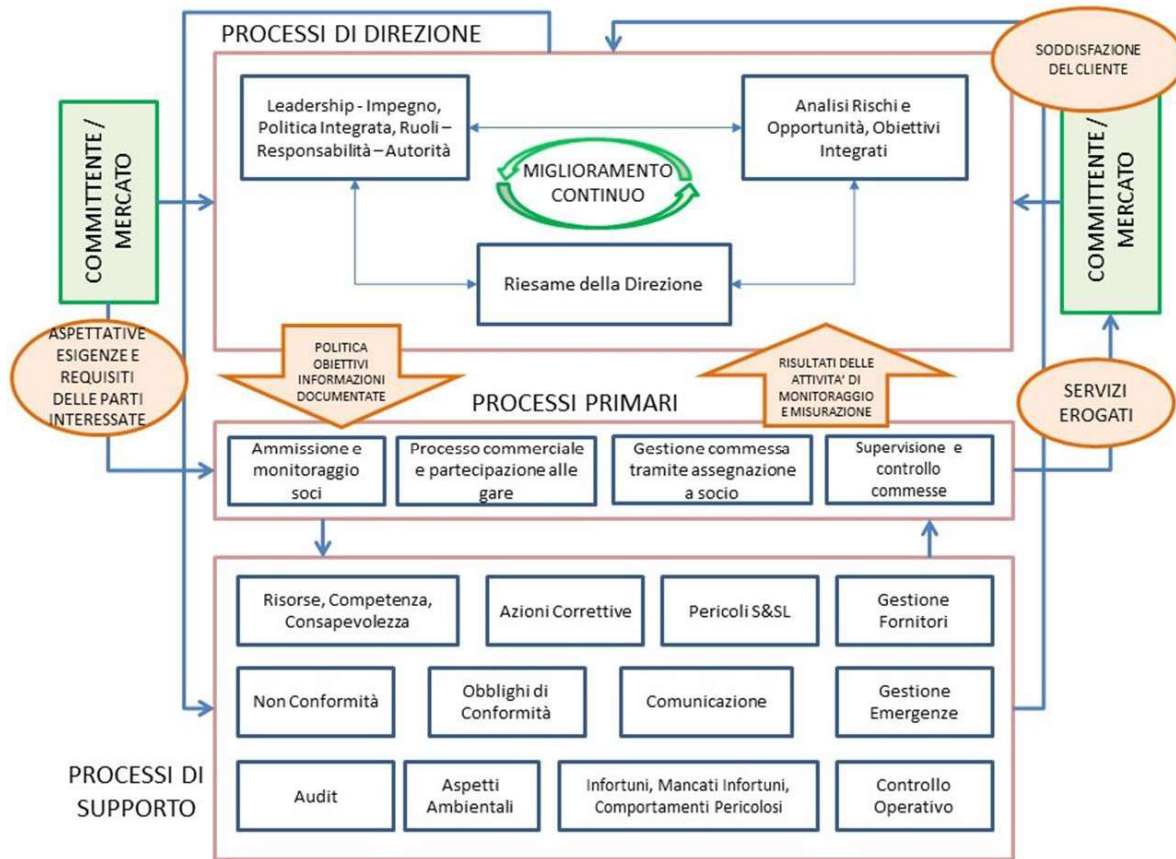 PROCESSI DI DIREZIONE
SODDISFAZIONE
DEL CLIENTE
COMMITTENTE /
MERCATO
Leadership - Impegno,
Politica Integrata, Ruoli –
Responsabilità – Autorità
Analisi Rischi e
Opportunità, Obiettivi
Integrati
MIGLIORAMENTO
CONTINUO
Riesame della Direzione
COMMITTENTE /
MERCATO
ASPETTATIVE
ESIGENZE E
REQUISITI
DELLE PARTI
INTERESSATE
POLITICA
OBIETTIVI
INFORMAZIONI
DOCUMENTATE
RISULTATI DELLE
ATTIVITA’ DI
MONITORAGGIO
E MISURAZIONE
SERVIZI
EROGATI
PROCESSI PRIMARI
Ammissione e
monitoraggio
soci
Processo commerciale
e partecipazione alle
gare
Gestione commessa
tramite assegnazione
a socio
Supervisione e
controllo
commesse
Risorse, Competenza,
Consapevolezza
Azioni Correttive
Pericoli S&SL
Gestione
Fornitori
Non Conformità
Obblighi di
Conformità
Comunicazione
Gestione
Emergenze
PROCESSI DI
SUPPORTO
Audit
Aspetti
Ambientali
Infortuni, Mancati Infortuni,
Comportamenti Pericolosi
Controllo
Operativo